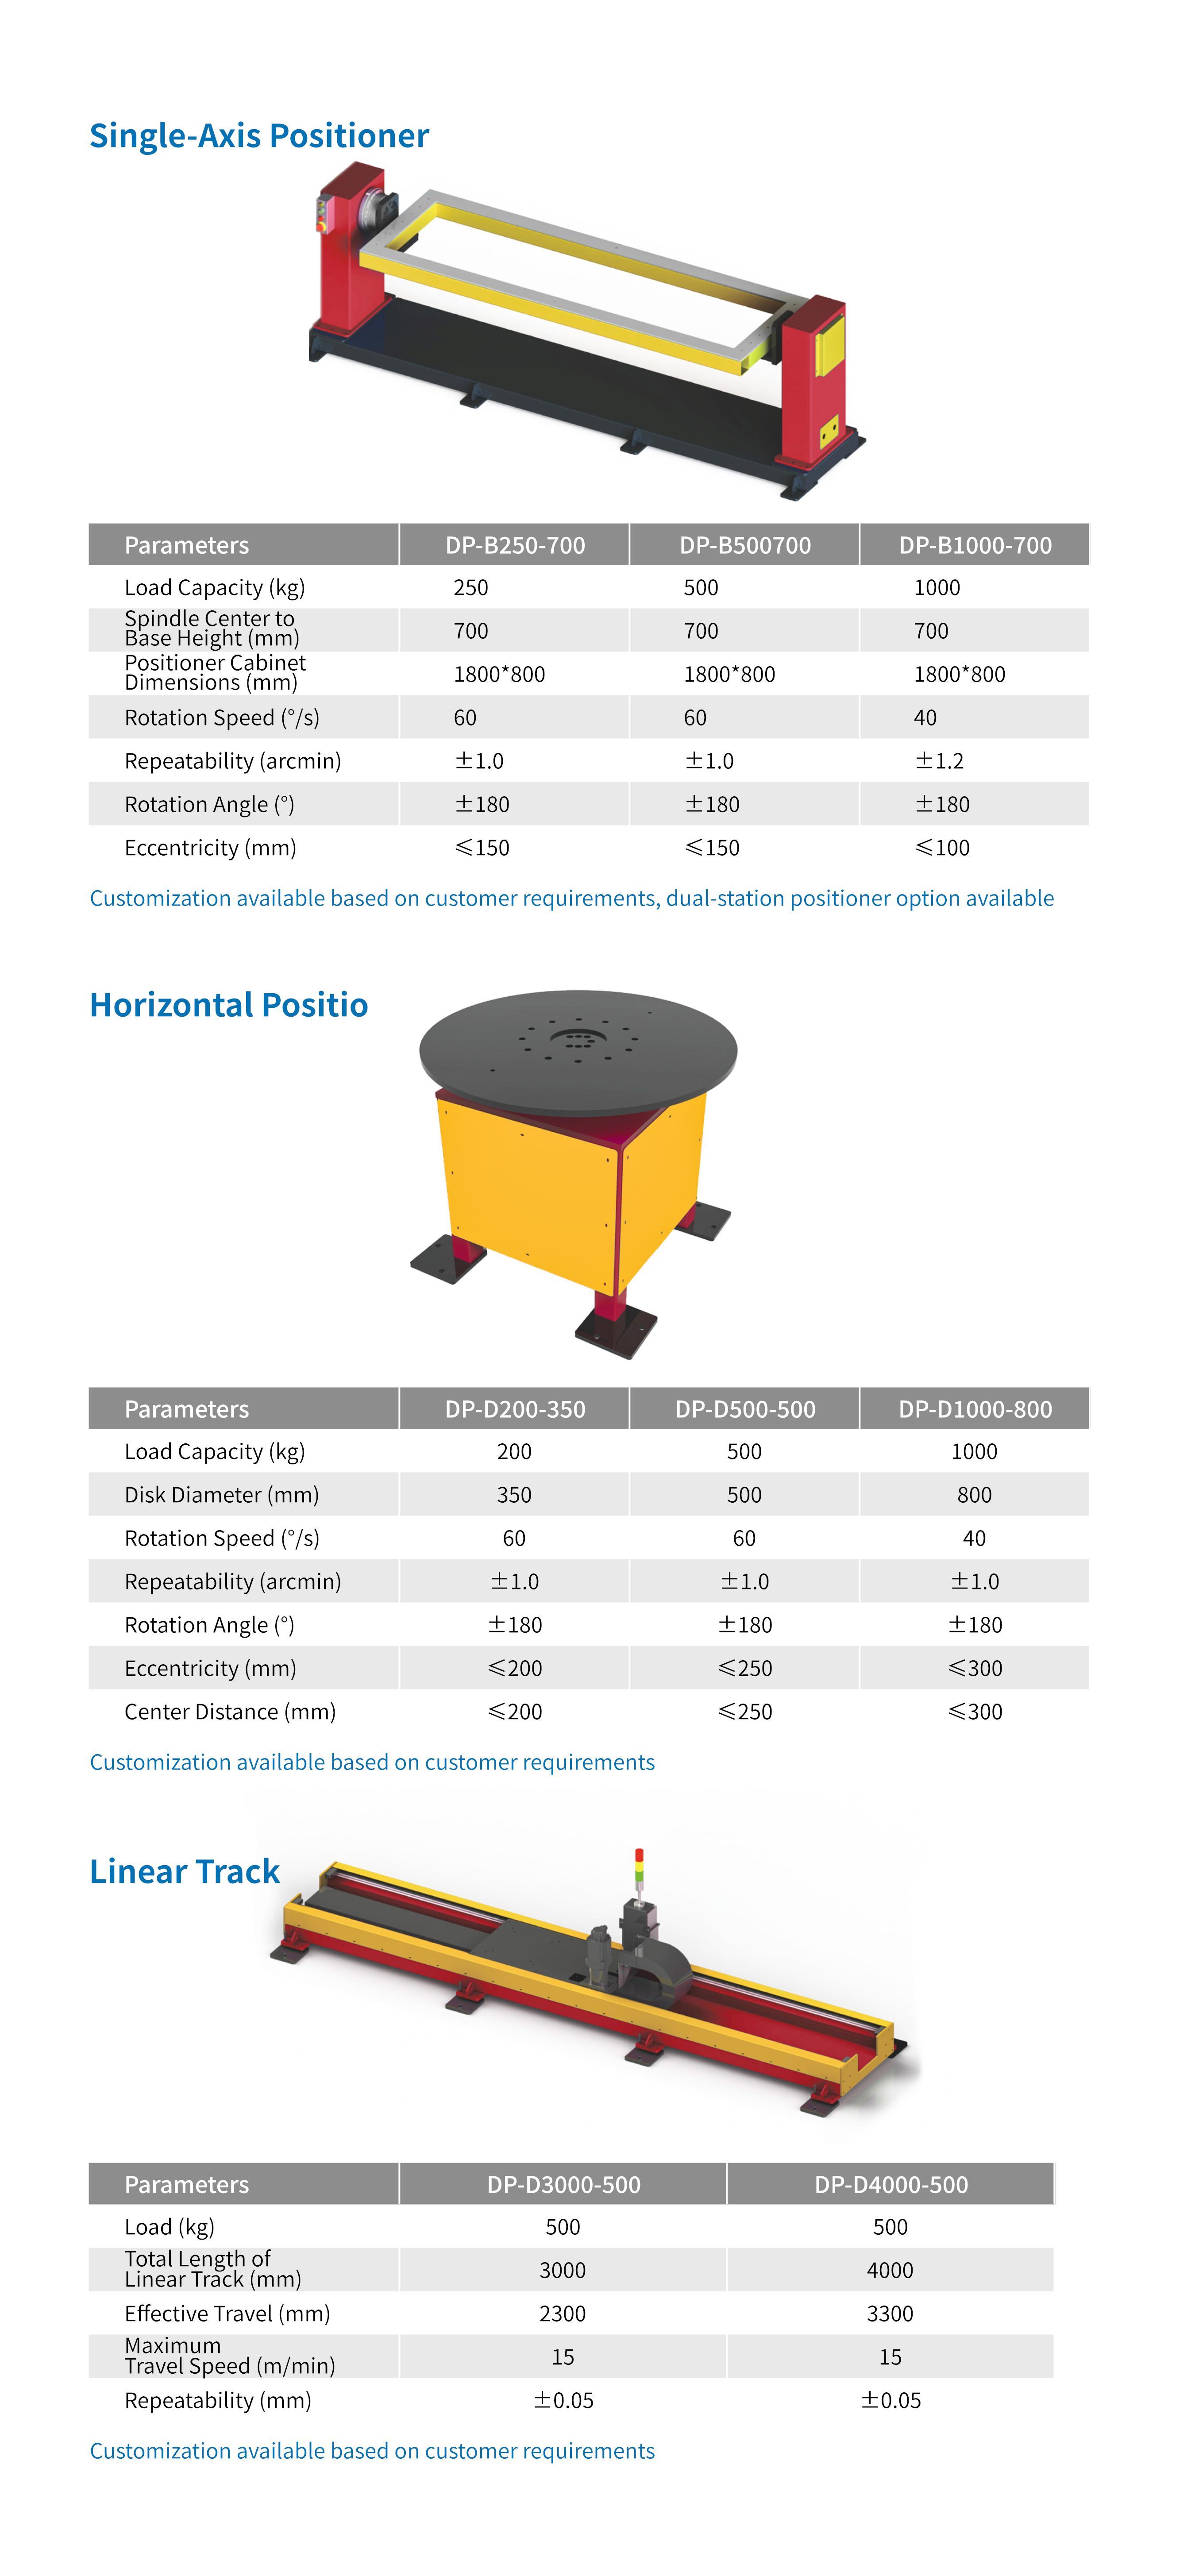 Single-Axis Positioner
Parameters DP-B250-700 DP-B500700 DP-B1000-700
Load Capacity (kg) 250 500 1000
Spindle Center to
Base Height (mm) 700 700 700
Positioner Cabinet
Dimensions (mm) 1800*800 1800*800 1800*800
Rotation Speed (°/s) 60 60 40
Repeatability (arcmin) ±1.0 ±1.0 ±1.2
Rotation Angle (°) ±180 ±180 ±180
Eccentricity (mm) ≤150 ≤150 ≤100
Customization available based on customer requirements, dual-station positioner option available
Horizontal Positio
Parameters DP-D200-350 DP-D500-500 DP-D1000-800
Load Capacity (kg) 200 500 1000
Disk Diameter (mm) 350 500 800
Rotation Speed (°/s) 60 60 40
Repeatability (arcmin) ±1.0 ±1.0 ±1.0
Rotation Angle (°) ±180 ±180 ±180
Eccentricity (mm) ≤200 ≤250 ≤300
Center Distance (mm) ≤200 ≤250 ≤300
Customization available based on customer requirements
Linear Track
Parameters DP-D3000-500 DP-D4000-500
Load (kg) 500 500
Total Length of
Linear Track (mm) 3000 4000
Effective Travel (mm) 2300 3300
Maximum
Travel Speed (m/min) 15 15
Repeatability (mm) ±0.05 ±0.05
Customization available based on customer requirements